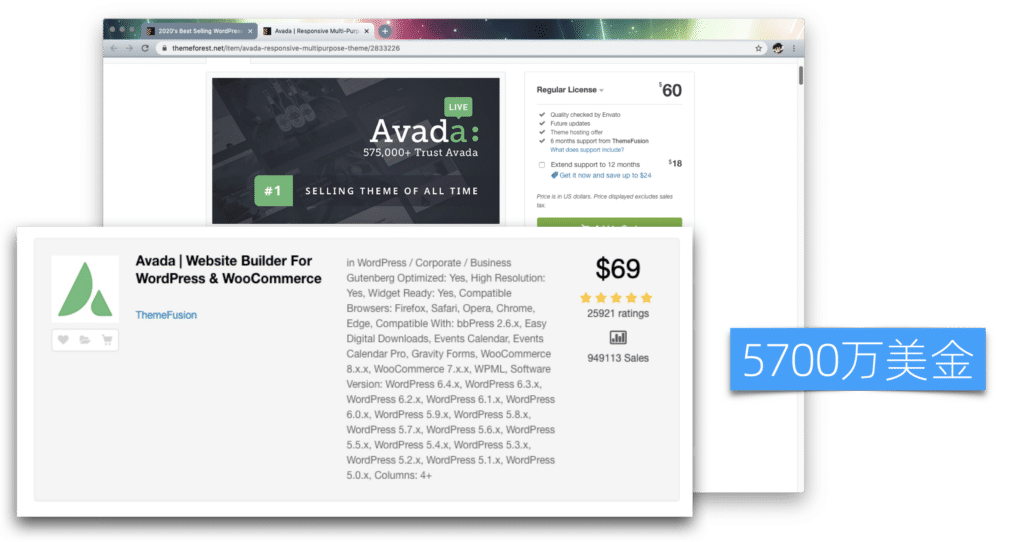 2020's Best Selling WordPress
Avada | Responsive Multi-Purp
themeforest.net/item/avada-responsive-multipurpose-theme/2833226
LIVE
Avada:
575,000+ Trust Avada
#1 SELLING THEME OF ALL TIME
Regular License
$60
Quality checked by Envato
Future updates
Theme hosting offer
6 months support from ThemeFusion
What does support include?
Extend support to 12 months
$18
Get it now and save up to $24
Price is in US dollars. Price displayed excludes sales
tax.
Avada | Website Builder For
WordPress & WooCommerce
ThemeFusion
in WordPress / Corporate / Business
Gutenberg Optimized: Yes, High Resolution:
Yes, Widget Ready: Yes, Compatible
Browsers: Firefox, Safari, Opera, Chrome,
Edge, Compatible With: bbPress 2.6.x, Easy
Digital Downloads, Events Calendar, Events
Calendar Pro, Gravity Forms, WooCommerce
8.x.x, WooCommerce 7.x.x, WPML, Software
Version: WordPress 6.4.x, WordPress 6.3.x,
WordPress 6.2.x, WordPress 6.1.x, WordPress
6.0.x, WordPress 5.9.x, WordPress 5.8.x,
WordPress 5.7.x, WordPress 5.6.x, WordPress
5.5.x, WordPress 5.4.x, WordPress 5.3.x,
WordPress 5.2.x, WordPress 5.1.x, WordPress
5.0.x, Columns: 4+
$69
25921 ratings
949113 Sales
5700万美金